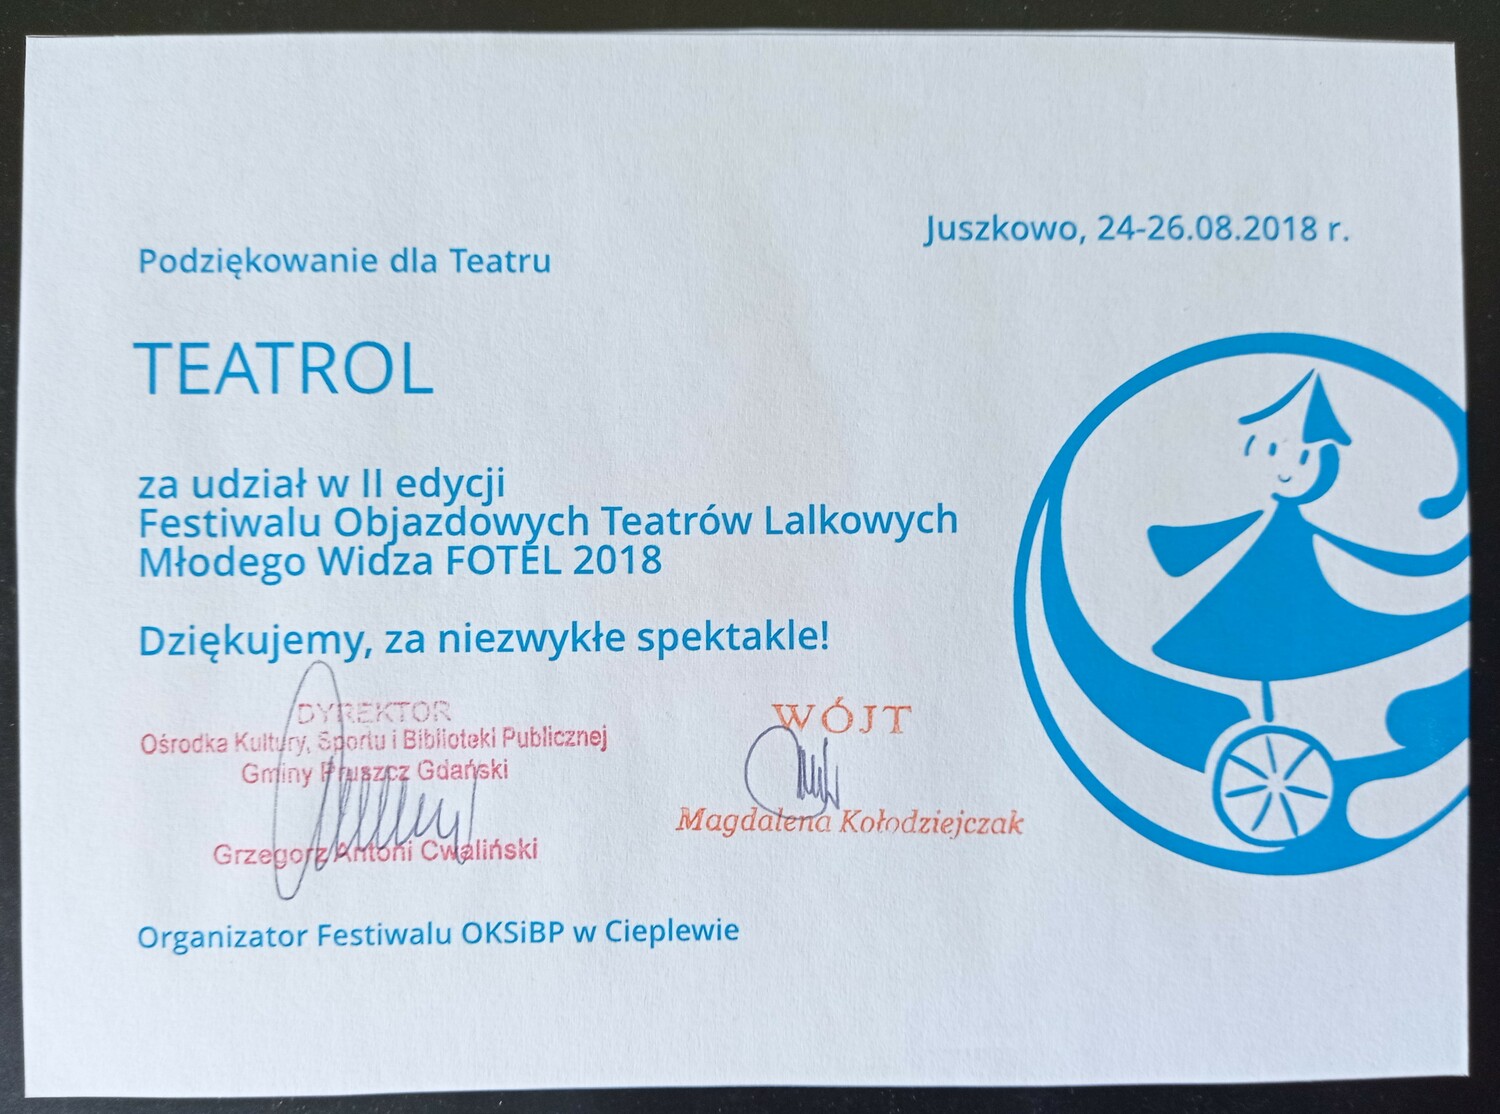 Juszkowo, 24-26.08.2018 r.
Podziękowanie dla Teatru
TEATROL
za udział w II edycji
Festiwalu Objazdowych Teatrów Lalkowych
Młodego Widza FOTEL 2018
Dziękujemy, za niezwykłe spektakle!
DYREKTOR
Ośrodka Kultury, Sportu i Biblioteki Publicznej
Gminy Pruszcz Gdański
Grzegorz Antoni Cwaliński
WÓJT
Magdalena Kołodziejczak
Organizator Festiwalu OKSiBP w Cieplewie